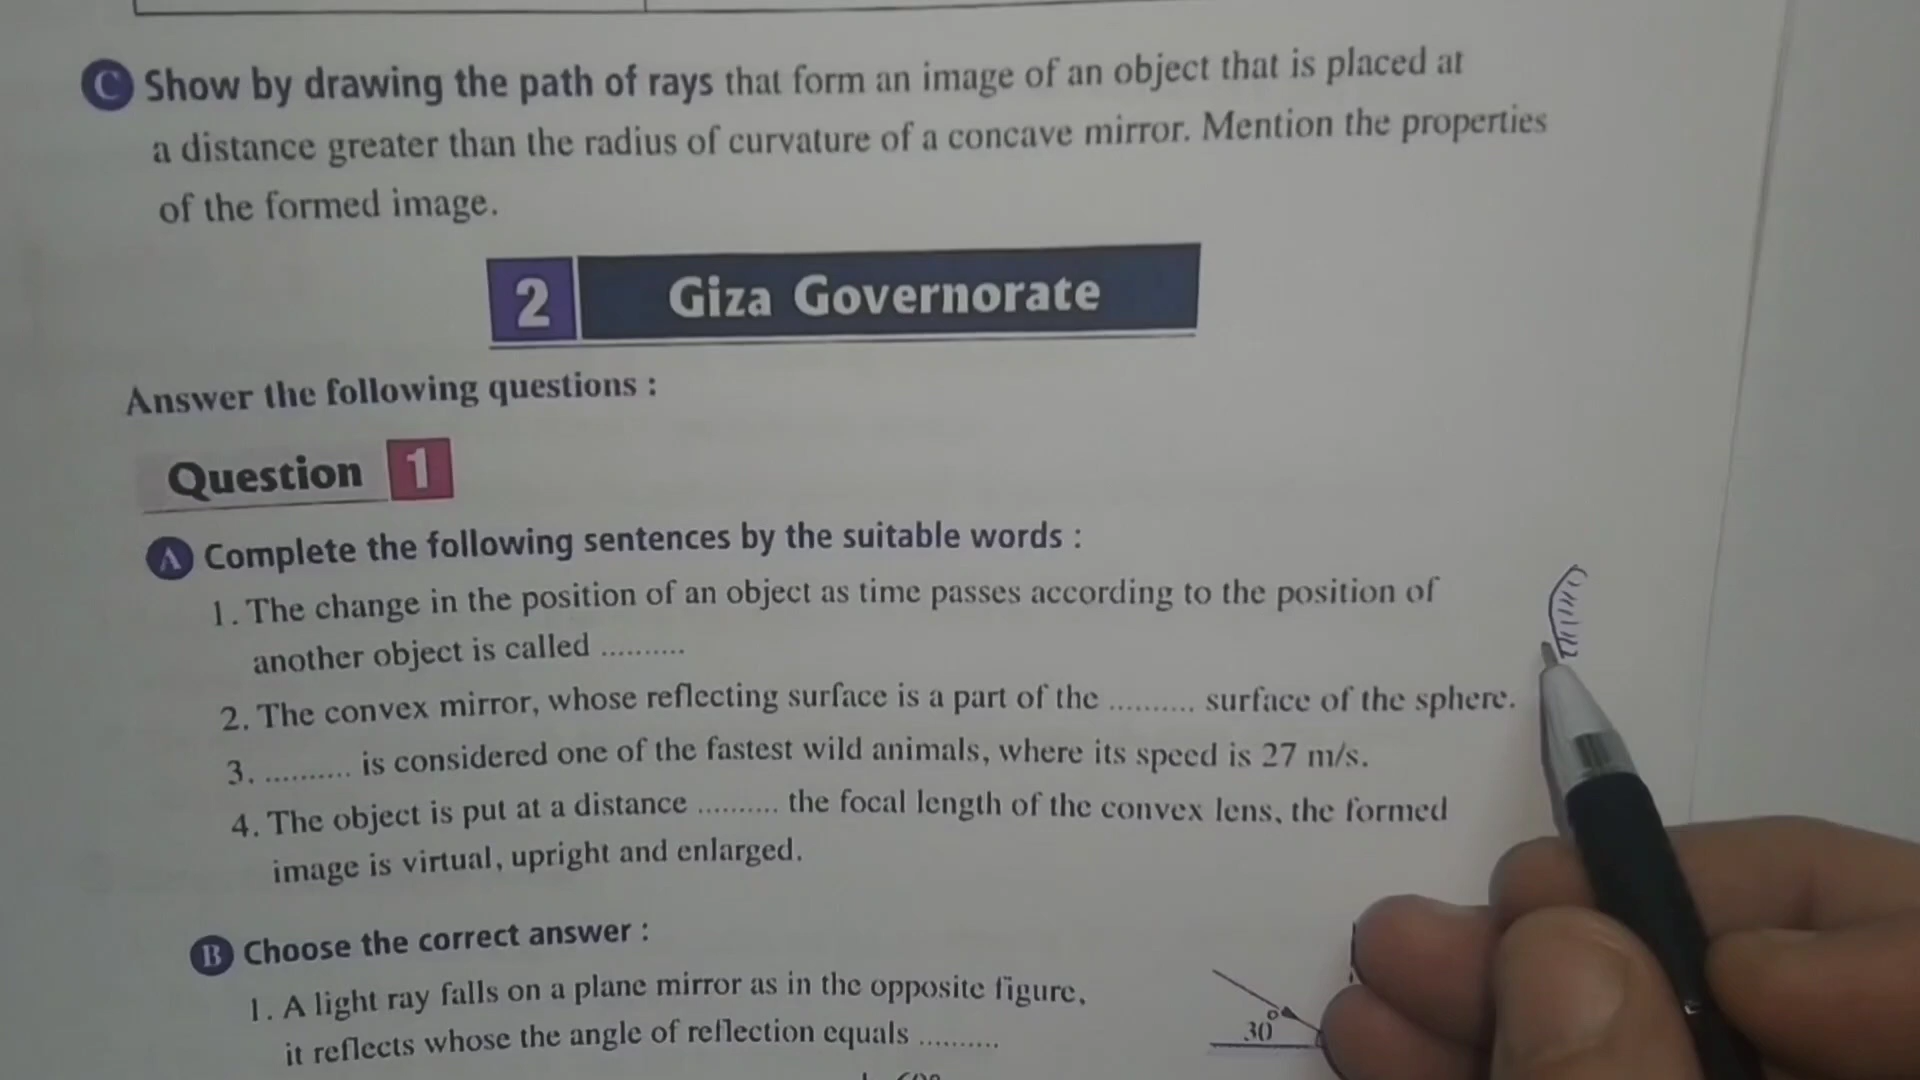 C Show by drawing the path of rays that form an image of an object that is placed at
a distance greater than the radius of curvature of a concave mirror. Mention the properties
of the formed image.
2 Giza Governorate
Answer the following questions :
Question 1
A Complete the following sentences by the suitable words :
1. The change in the position of an object as time passes according to the position of
another object is called ..........
2. The convex mirror, whose reflecting surface is a part of the .......... surface of the sphere.
3. .......... is considered one of the fastest wild animals, where its speed is 27 m/s.
4. The object is put at a distance .......... the focal length of the convex lens, the formed
image is virtual, upright and enlarged.
B Choose the correct answer :
1. A light ray falls on a plane mirror as in the opposite figure,
it reflects whose the angle of reflection equals ..........
30°